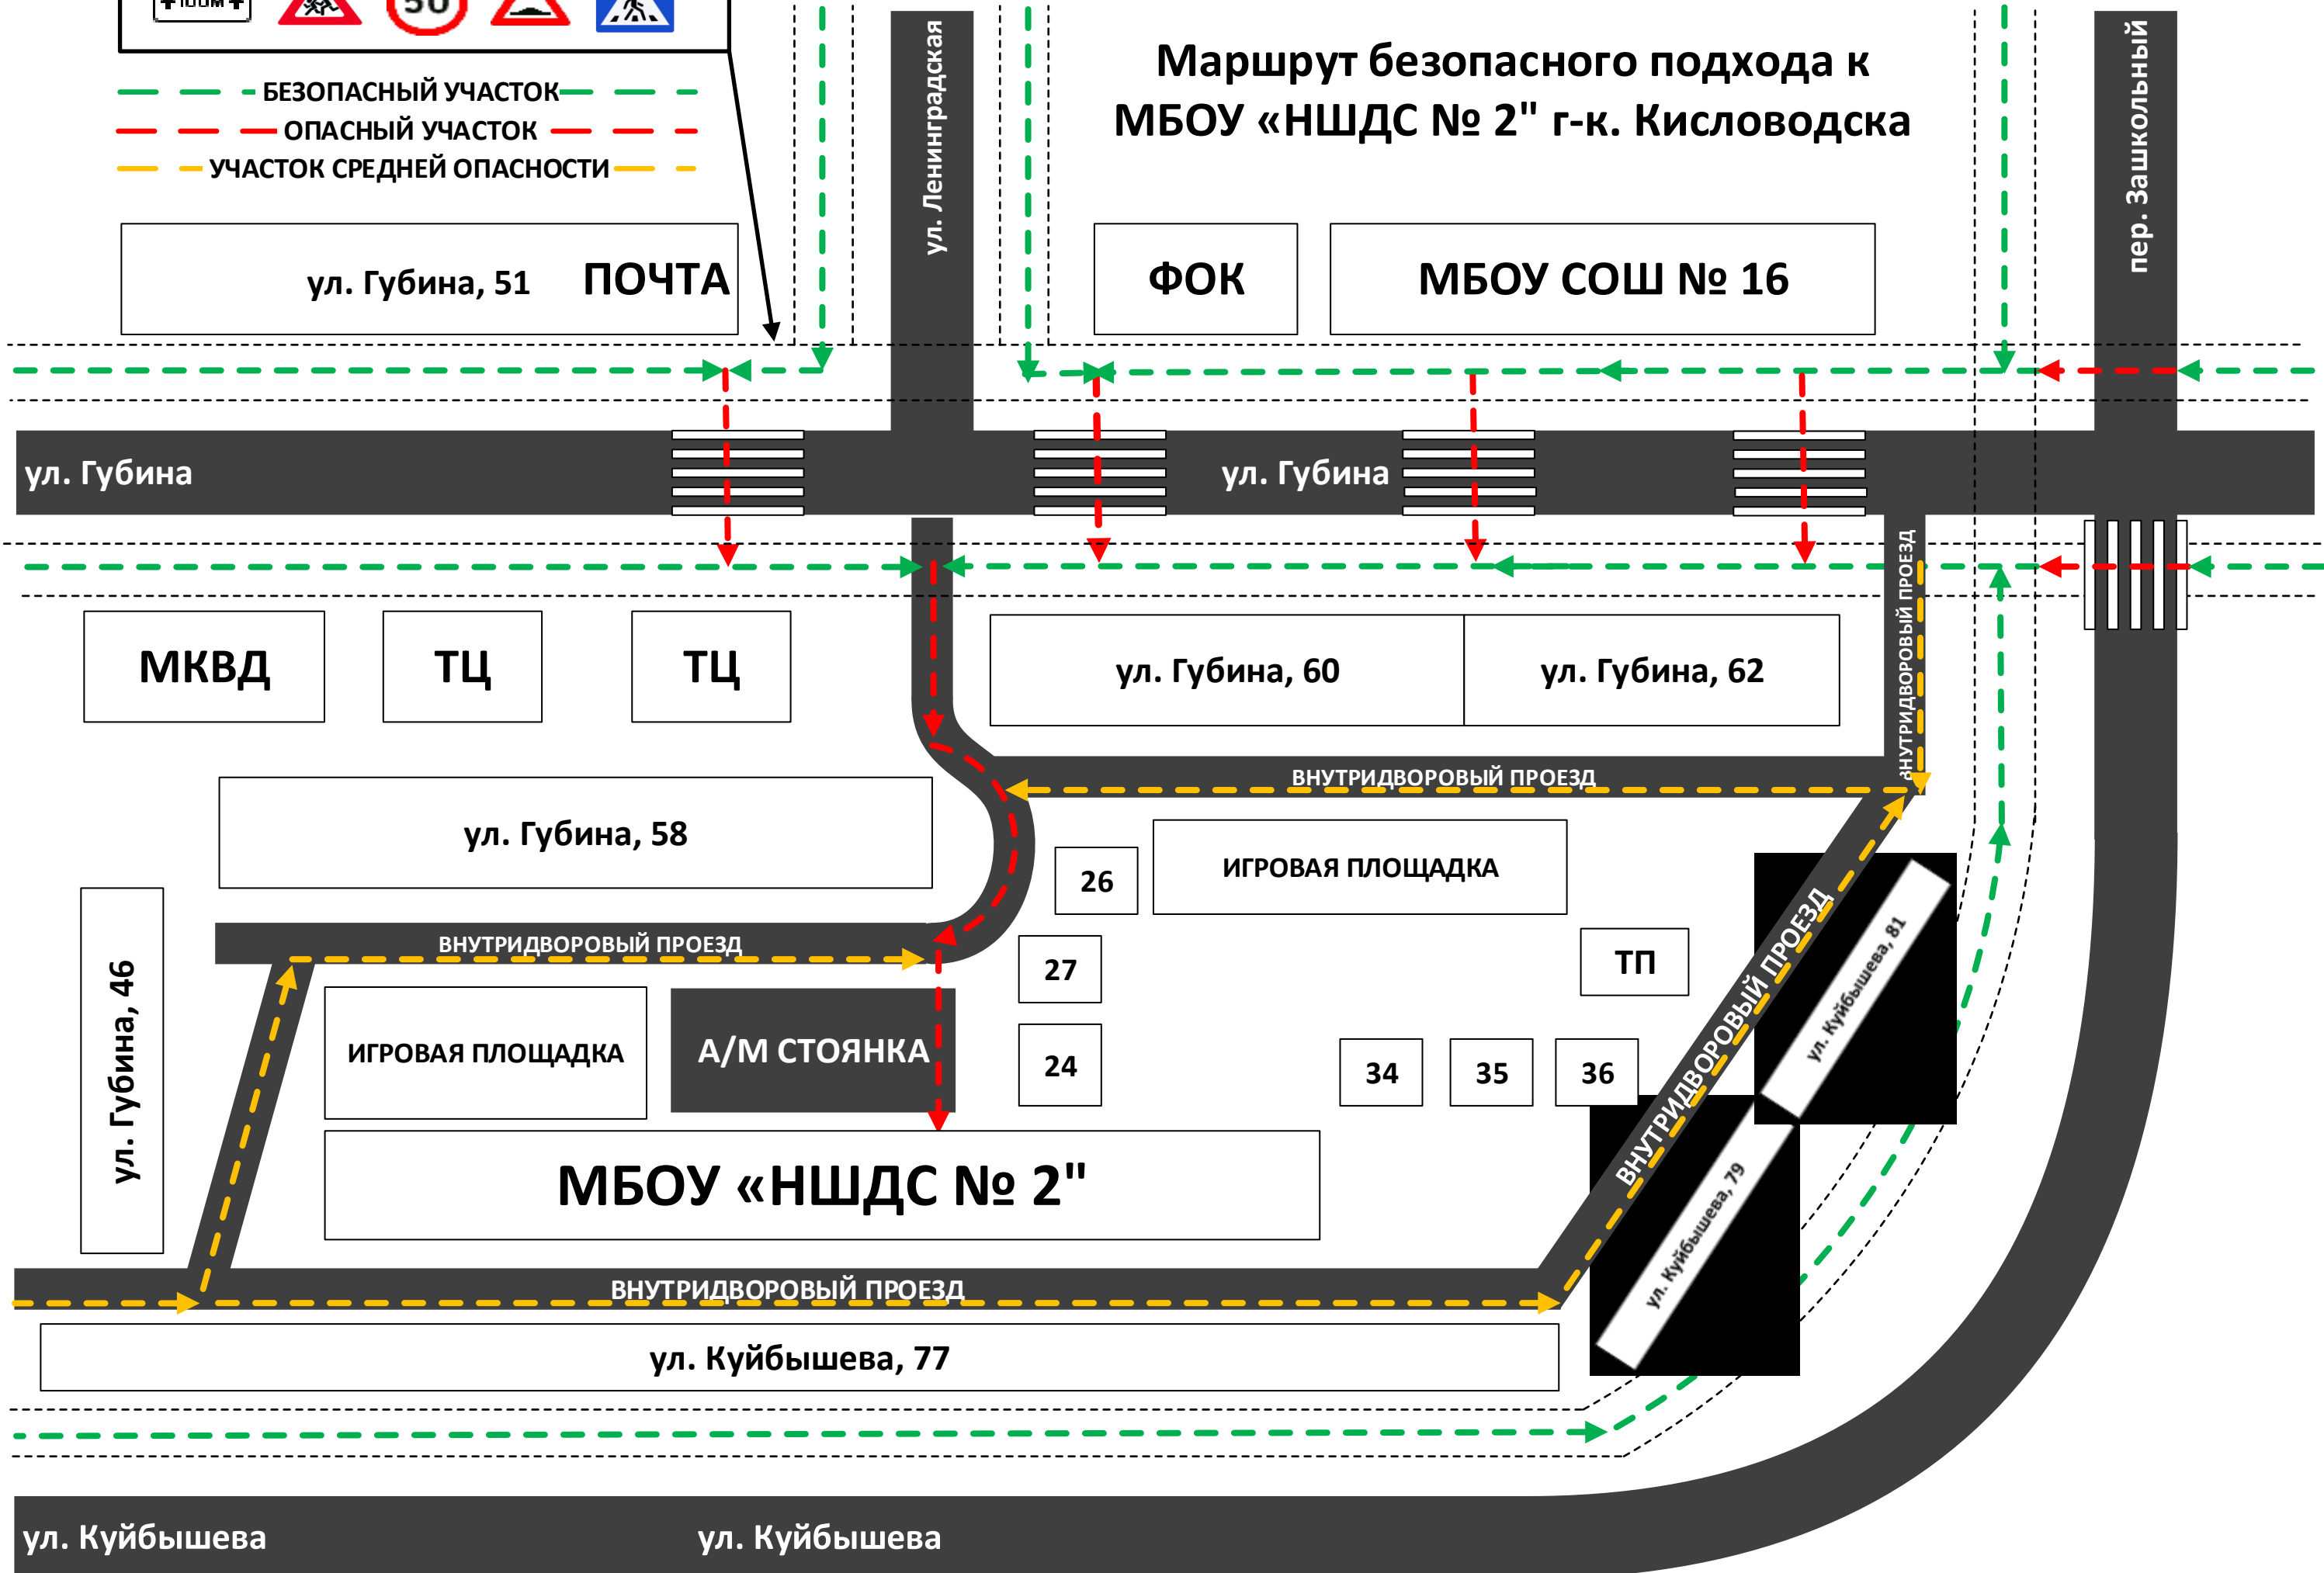 100м
50
БЕЗОПАСНЫЙ УЧАСТОК
ОПАСНЫЙ УЧАСТОК
УЧАСТОК СРЕДНЕЙ ОПАСНОСТИ
ул. Ленинградская
Маршрут безопасного подхода к
МБОУ «НШДС № 2" г-к. Кисловодска
пер. Зашкольный
ул. Губина, 51 ПОЧТА
ФОК
МБОУ СОШ № 16
ул. Губина
ул. Губина
МКВД
ТЦ
ТЦ
ул. Губина, 60
ул. Губина, 62
ВНУТРИДВОРОВЫЙ ПРОЕЗД
ВНУТРИДВОРОВЫЙ ПРОЕЗД
ул. Губина, 58
26
ИГРОВАЯ ПЛОЩАДКА
ВНУТРИДВОРОВЫЙ ПРОЕЗД
27
ТП
ВНУТРИДВОРОВЫЙ ПРОЕЗД
ул. Куйбышева, 81
ул. Губина, 46
ИГРОВАЯ ПЛОЩАДКА
А/М СТОЯНКА
24
34
35
36
МБОУ «НШДС № 2"
ул. Куйбышева, 79
ВНУТРИДВОРОВЫЙ ПРОЕЗД
ул. Куйбышева, 77
ул. Куйбышева
ул. Куйбышева